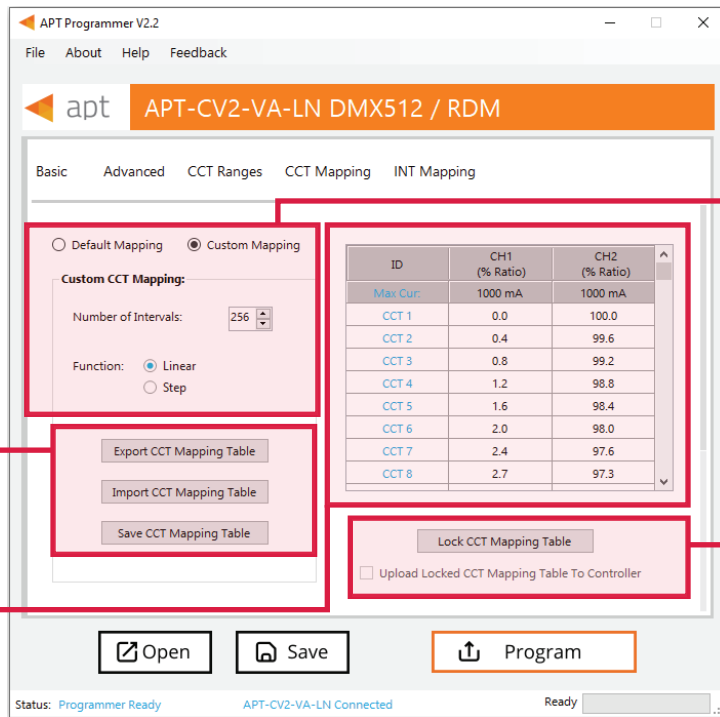 APT Programmer V2.2
File About Help Feedback
apt APT-CV2-VA-LN DMX512 / RDM
Basic Advanced CCT Ranges CCT Mapping INT Mapping
Default Mapping Custom Mapping
Custom CCT Mapping:
Number of Intervals: 256
Function: Linear
Step
Export CCT Mapping Table
Import CCT Mapping Table
Save CCT Mapping Table
ID CH1 (% Ratio) CH2 (% Ratio)
Max Cur: 1000 mA 1000 mA
CCT 1 0.0 100.0
CCT 2 0.4 99.6
CCT 3 0.8 99.2
CCT 4 1.2 98.8
CCT 5 1.6 98.4
CCT 6 2.0 98.0
CCT 7 2.4 97.6
CCT 8 2.7 97.3
Lock CCT Mapping Table
Upload Locked CCT Mapping Table To Controller
Open Save Program
Status: Programmer Ready APT-CV2-VA-LN Connected Ready